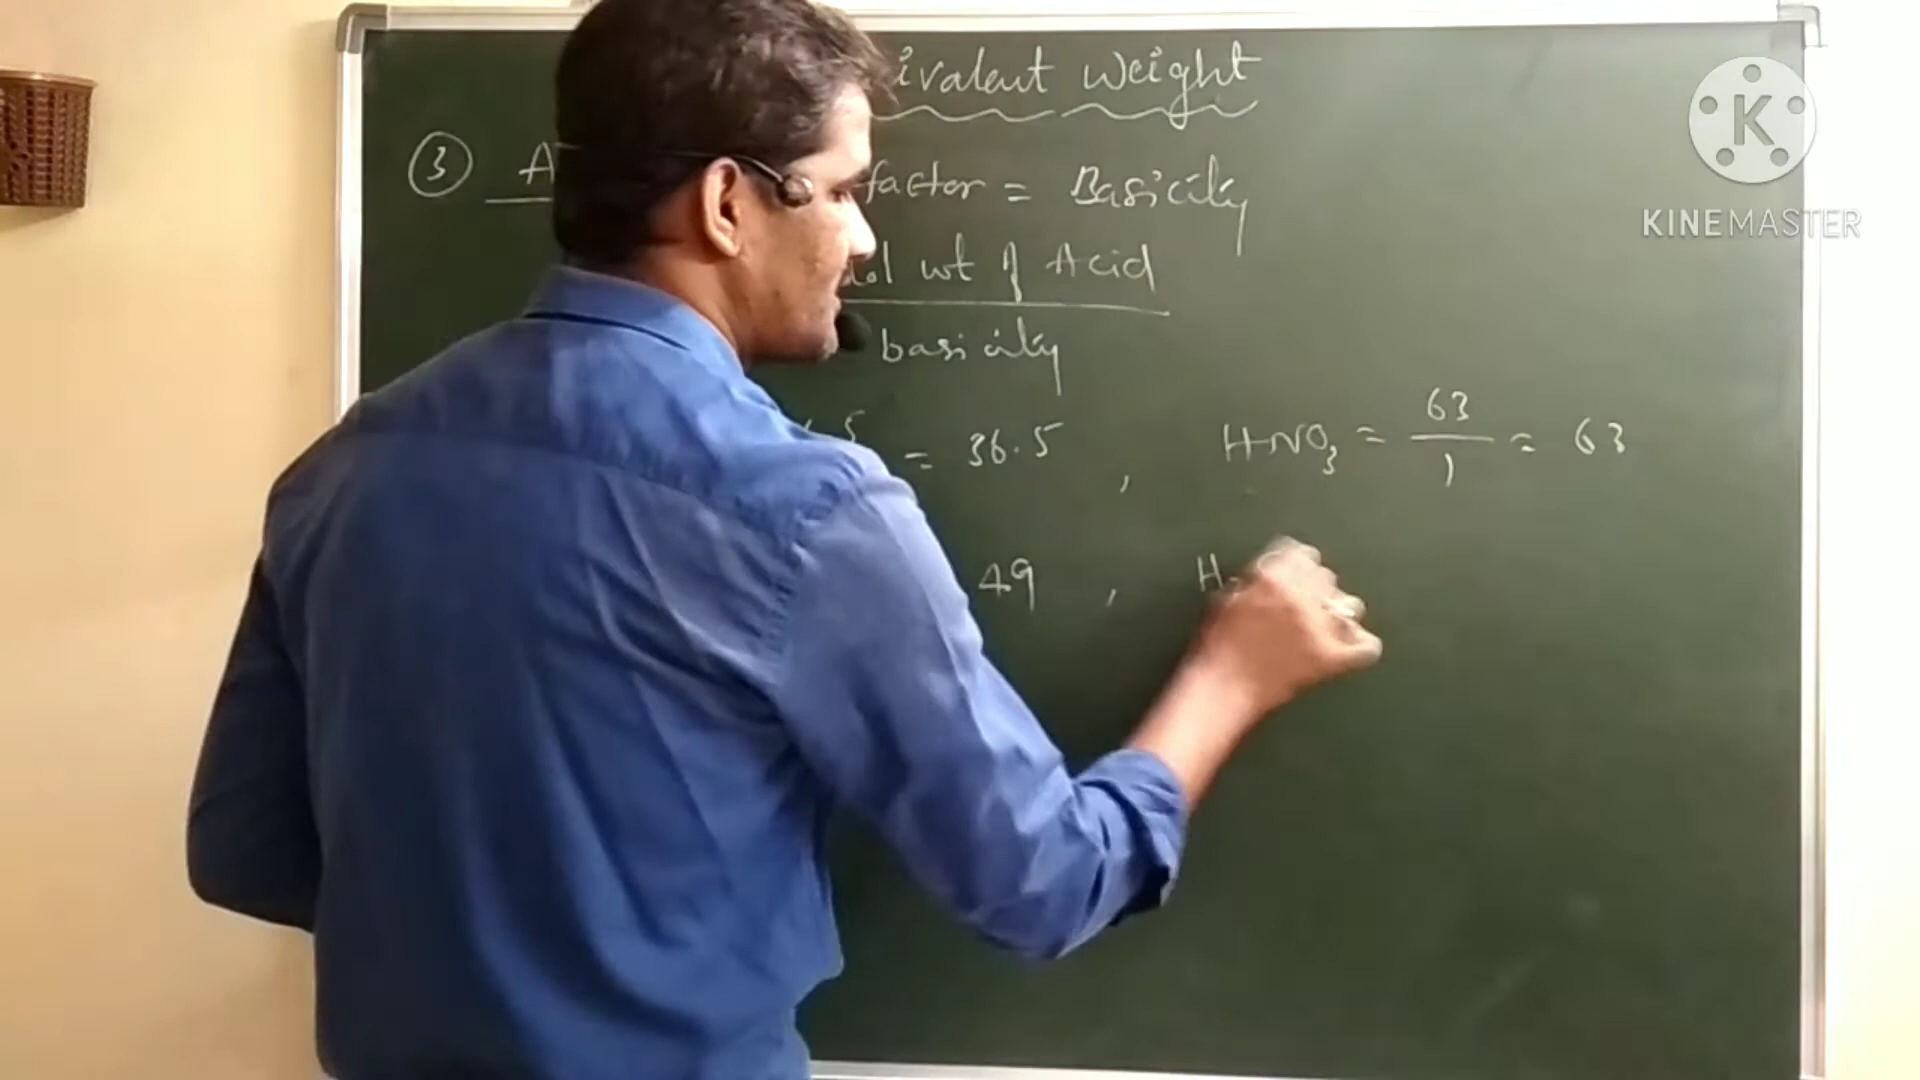 ivalent Weight
③ A factor = Basicity
ol wt of Acid
basicity
.5 = 36.5 , HNO3 = 63/1 = 63
49 , H
K
KINEMASTER